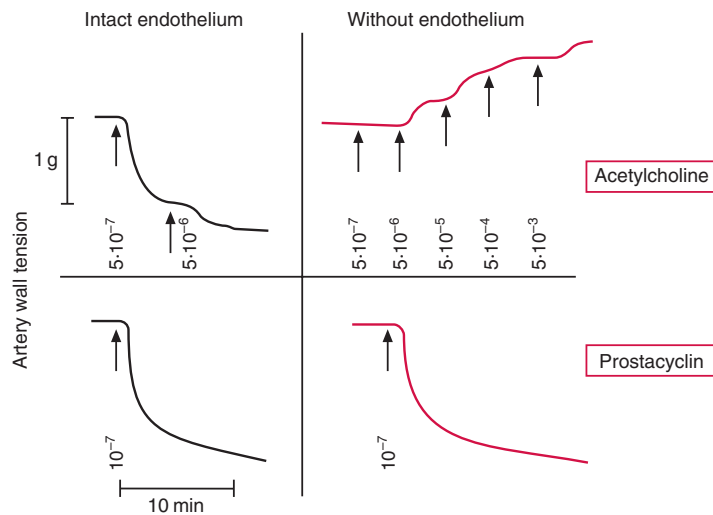 Intact endothelium
Without endothelium
1 g
Acetylcholine
5·10⁻⁷
5·10⁻⁶
5·10⁻⁷
5·10⁻⁶
5·10⁻⁵
5·10⁻⁴
5·10⁻³
Artery wall tension
Prostacyclin
10⁻⁷
10⁻⁷
10 min